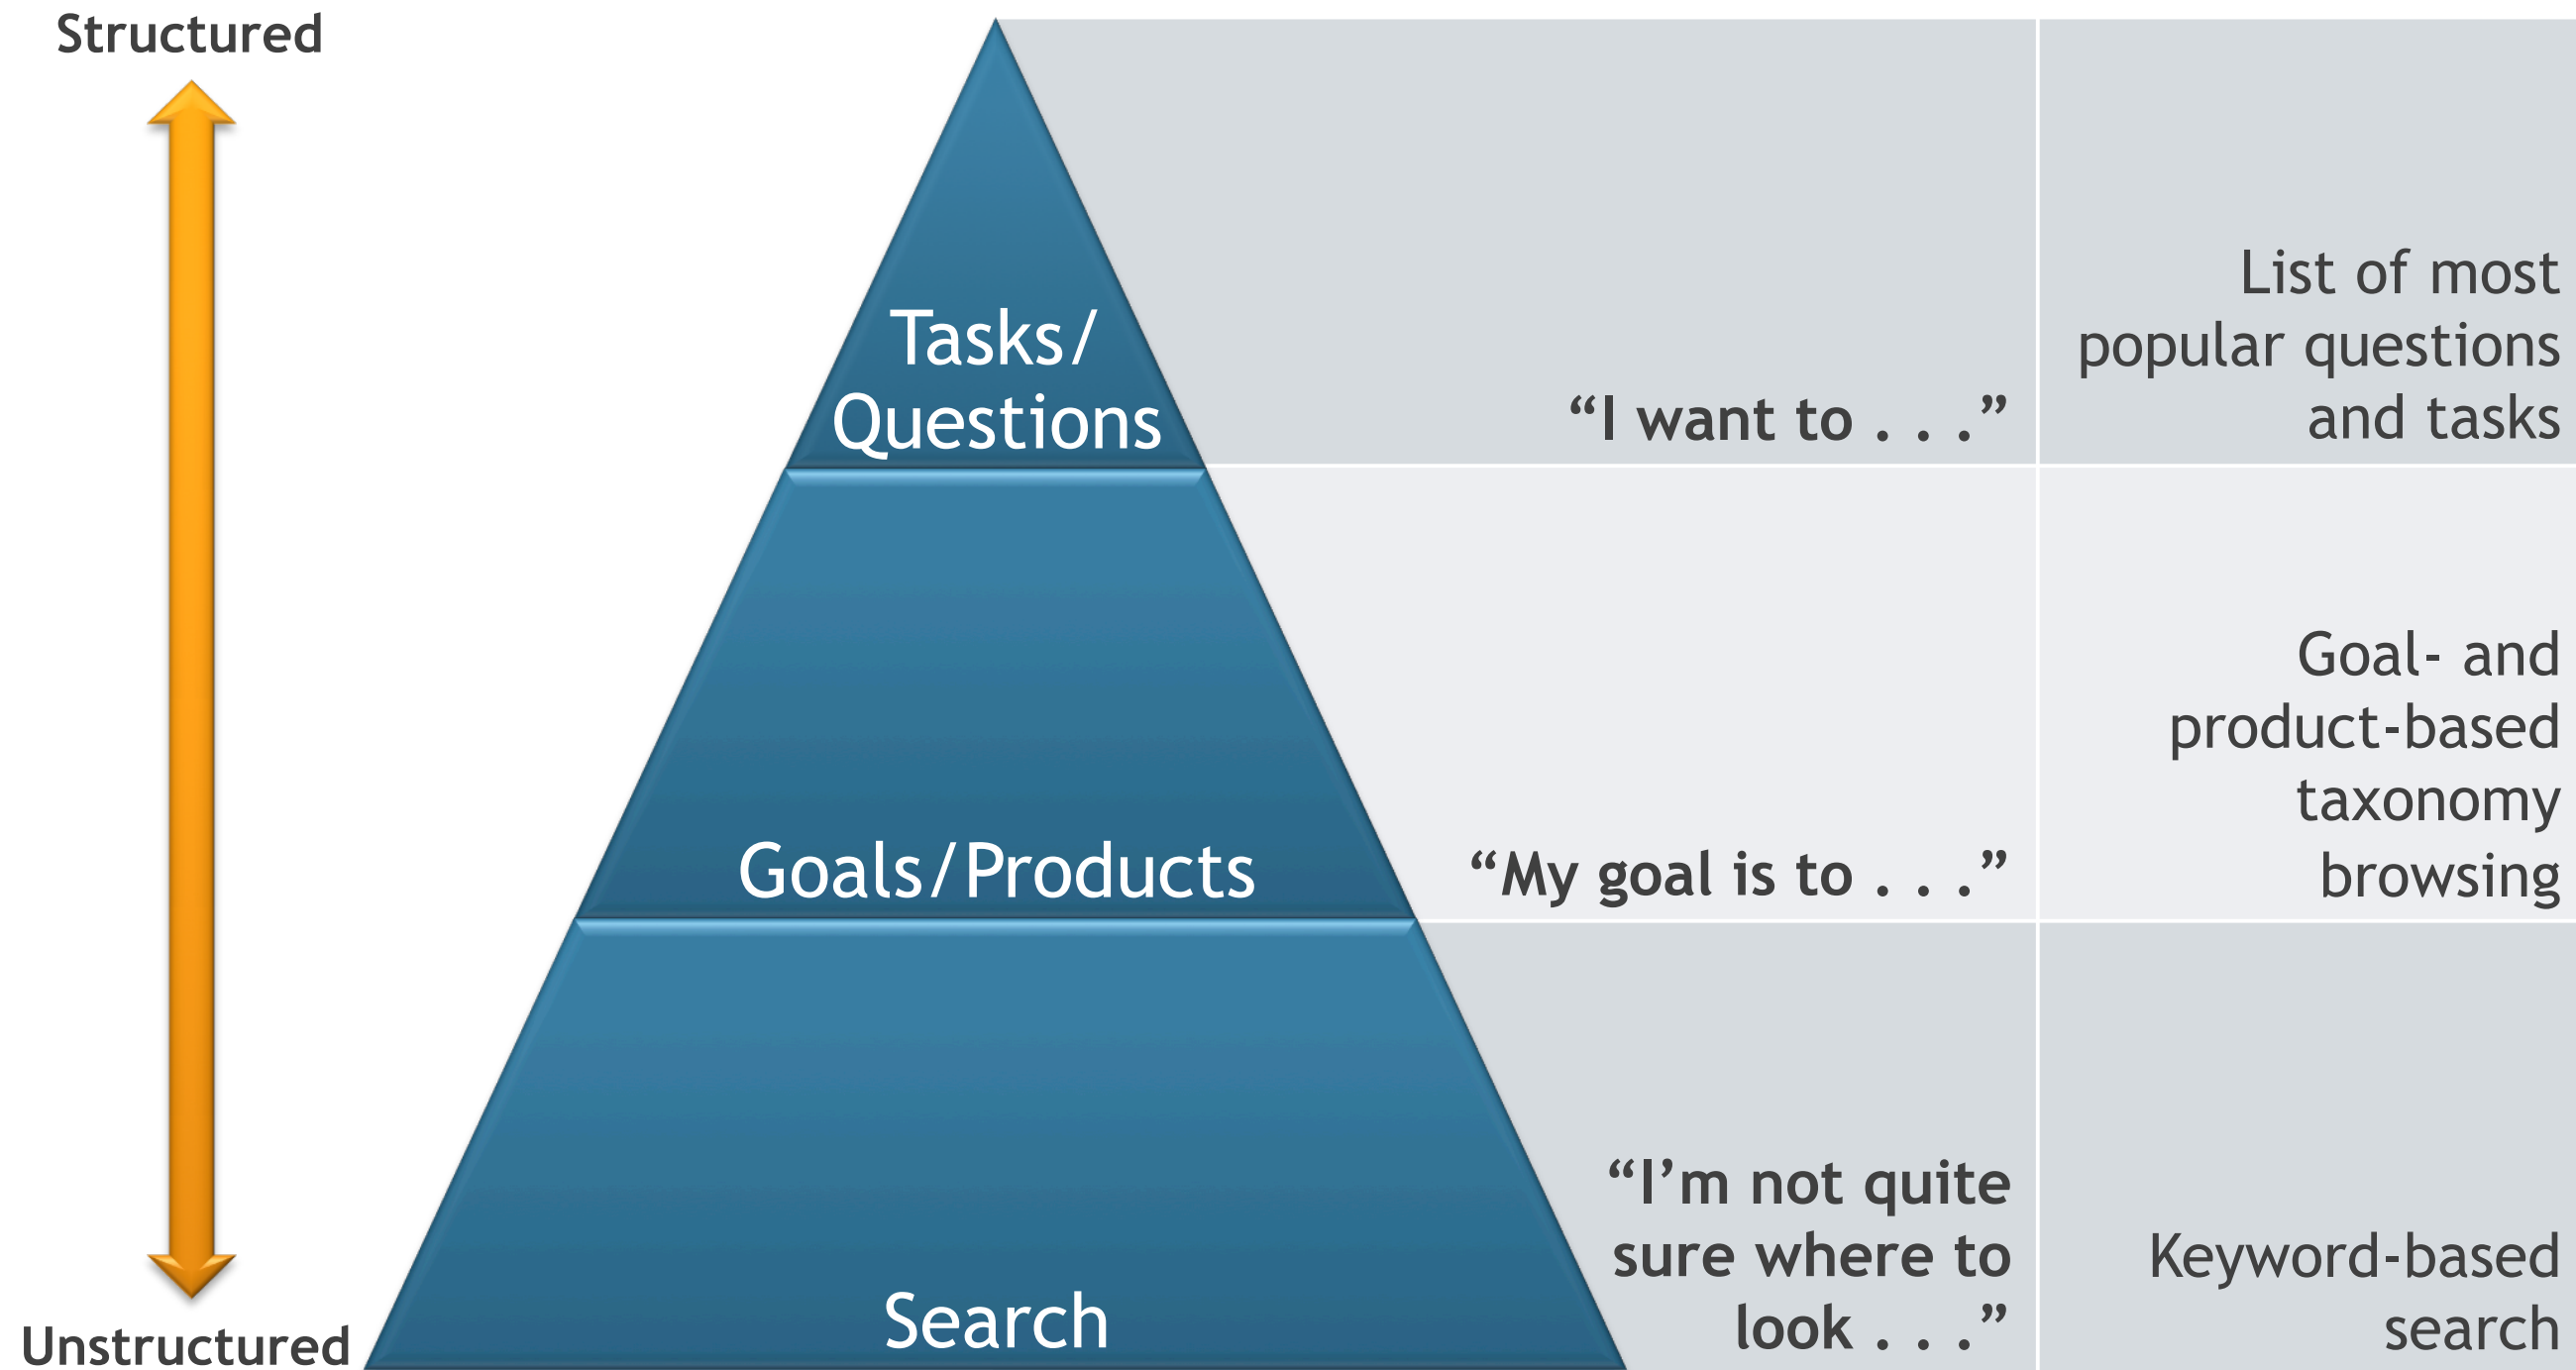 Structured
Tasks/
Questions
“I want to . . .”
List of most
popular questions
and tasks
Goals/Products
“My goal is to . . .”
Goal- and
product-based
taxonomy
browsing
Search
“I’m not quite
sure where to
look . . .”
Keyword-based
search
Unstructured